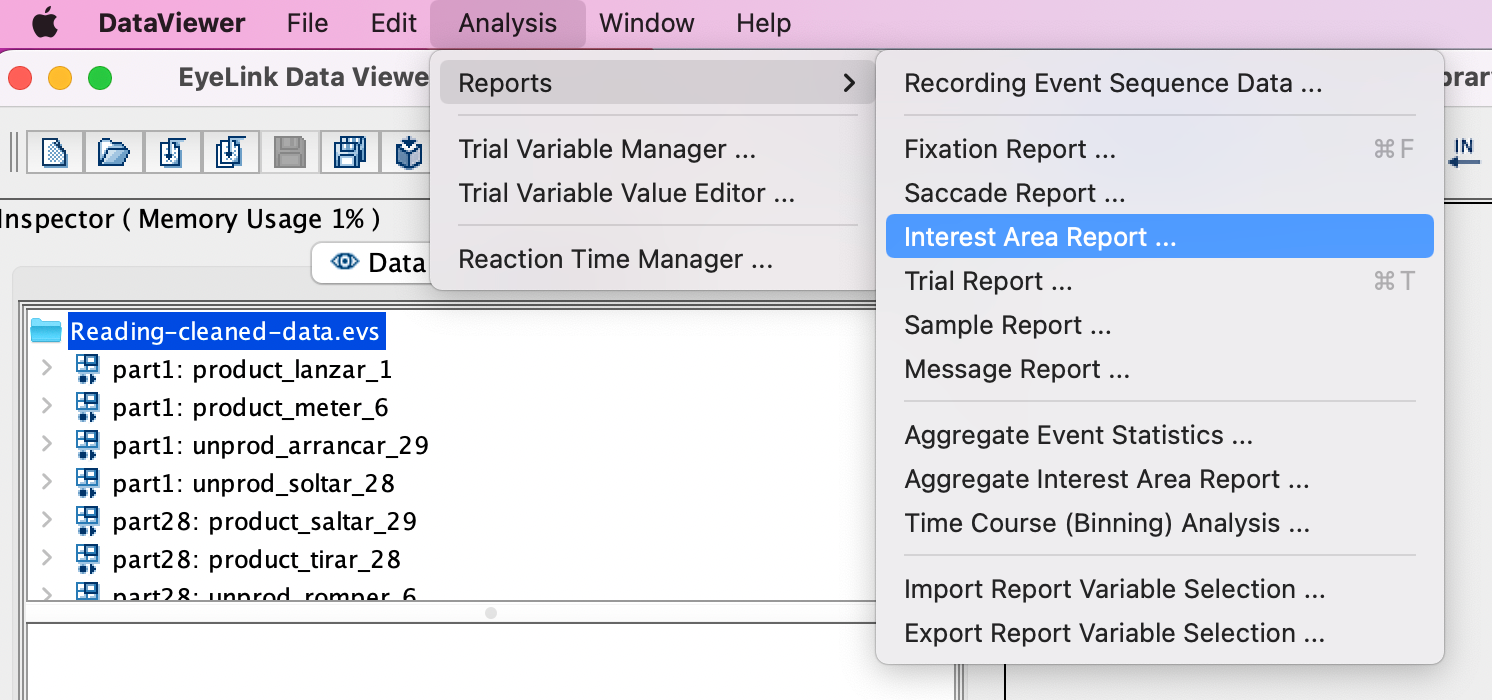 DataViewer File Edit Analysis Window Help
EyeLink Data Viewe
Reports
Trial Variable Manager ...
Trial Variable Value Editor ...
Reaction Time Manager ...
Recording Event Sequence Data ...
Fixation Report ... ⌘F
Saccade Report ...
Interest Area Report ...
Trial Report ... ⌘T
Sample Report ...
Message Report ...
Aggregate Event Statistics ...
Aggregate Interest Area Report ...
Time Course (Binning) Analysis ...
Import Report Variable Selection ...
Export Report Variable Selection ...
IN
Inspector ( Memory Usage 1% )
Data
Reading-cleaned-data.evs
part1: product_lanzar_1
part1: product_meter_6
part1: unprod_arrancar_29
part1: unprod_soltar_28
part28: product_saltar_29
part28: product_tirar_28
part28: unprod_romper_6